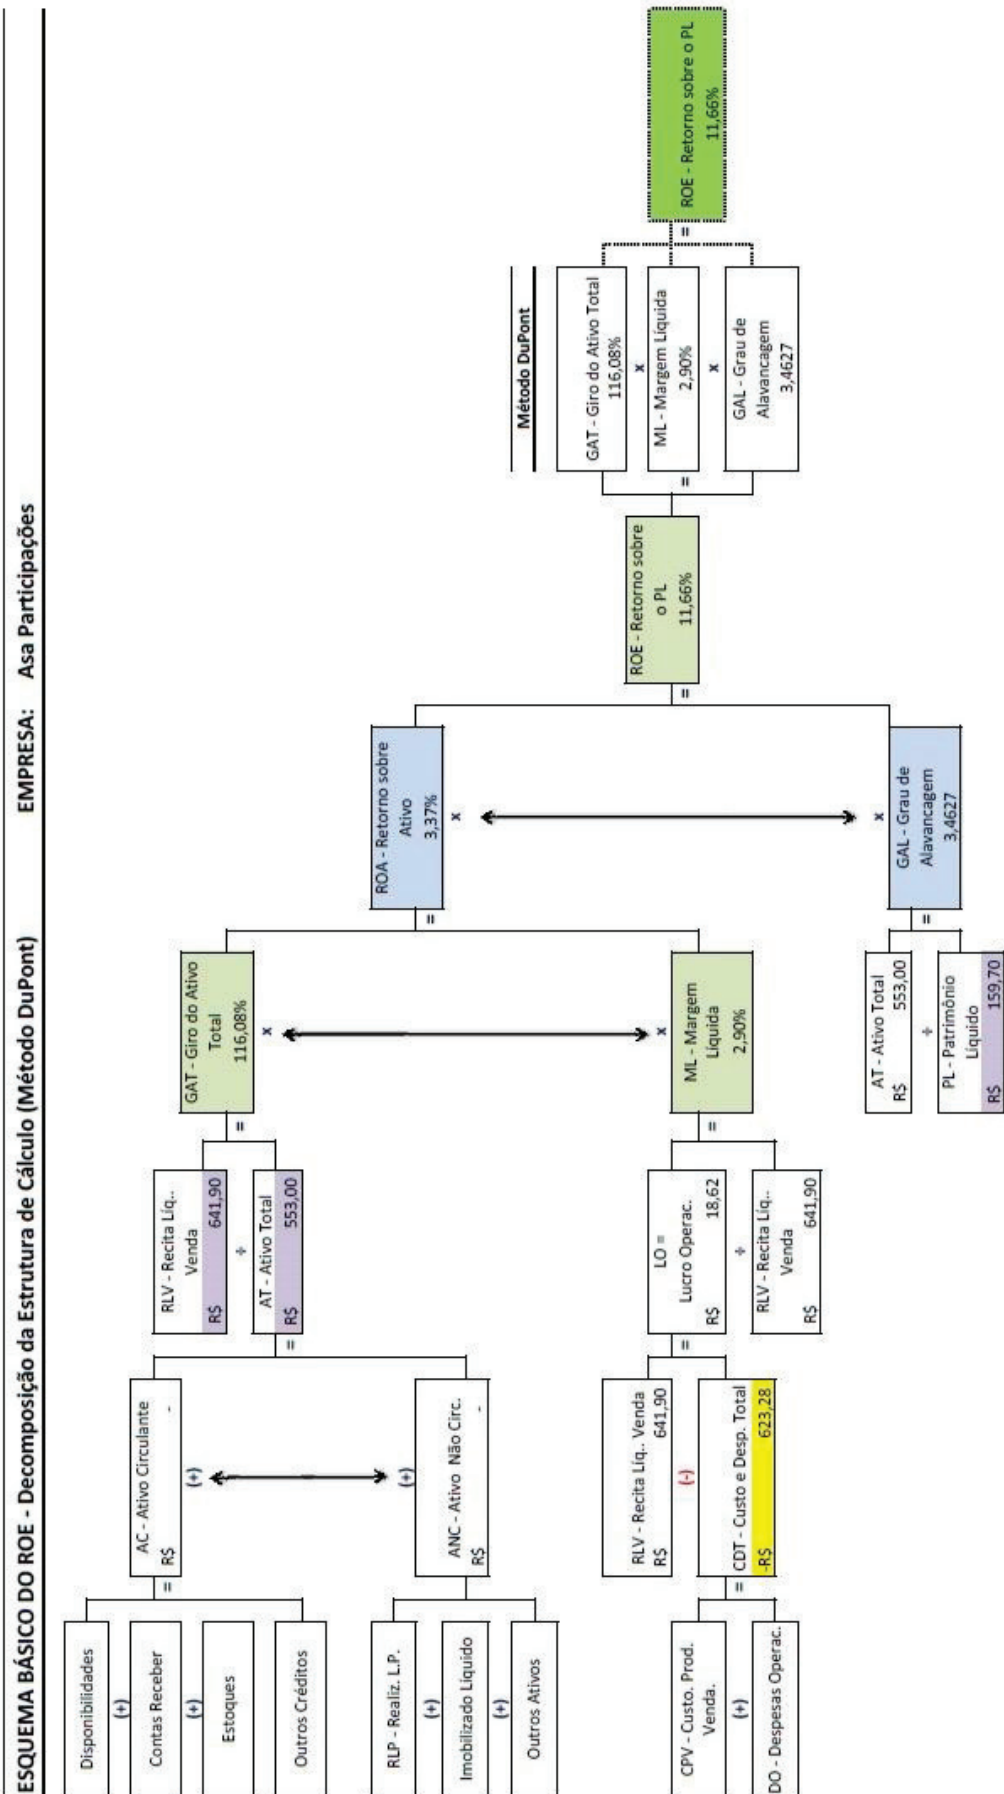 ESQUEMA BÁSICO DO ROE - Decomposição da Estrutura de Cálculo (Método DuPont)
EMPRESA: Asa Participações
Disponibilidades
(+)
Contas Receber
(+)
Estoques
Outros Créditos
=
AC - Ativo Circulante
R$ -
(+)
RLP - Realiz. L.P.
(+)
Imobilizado Líquido
(+)
Outros Ativos
=
(+)
ANC - Ativo Não Circ.
R$ -
=
RLV - Recita Líq..
Venda
R$ 641,90
÷
AT - Ativo Total
R$ 553,00
=
GAT - Giro do Ativo
Total
116,08%
x
CPV - Custo. Prod.
Venda.
(+)
DO - Despesas Operac.
=
RLV - Recita Líq.. Venda
R$ 641,90
(-)
CDT - Custo e Desp. Total
-R$ 623,28
=
LO =
Lucro Operac.
R$ 18,62
÷
RLV - Recita Líq..
Venda
R$ 641,90
=
x
ML - Margem
Líquida
2,90%
=
ROA - Retorno sobre
Ativo
3,37%
x
AT - Ativo Total
R$ 553,00
÷
PL - Patrimônio
Líquido
R$ 159,70
=
x
GAL - Grau de
Alavancagem
3,4627
=
ROE - Retorno sobre
o PL
11,66%
=
Método DuPont
GAT - Giro do Ativo Total
116,08%
x
ML - Margem Líquida
2,90%
x
GAL - Grau de
Alavancagem
3,4627
=
ROE - Retorno sobre o PL
11,66%